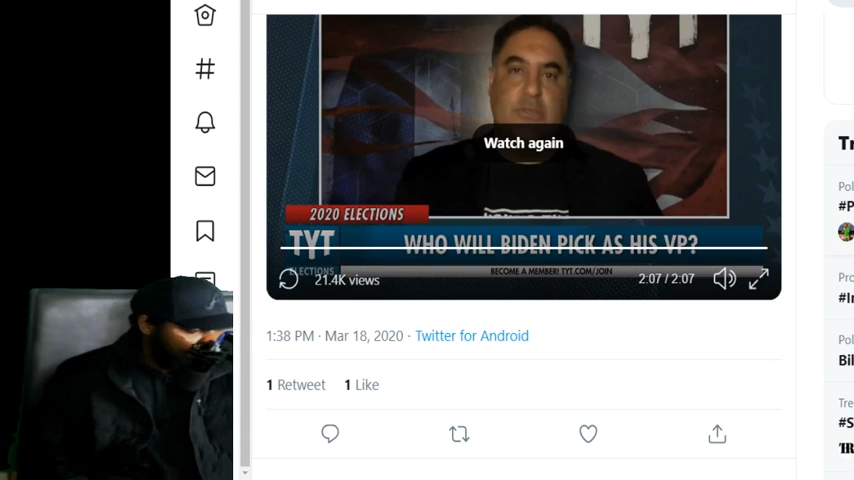 TYT
Watch again
2020 ELECTIONS
TYT
ELECTIONS
WHO WILL BIDEN PICK AS HIS VP?
BECOME A MEMBER! TYT.COM/JOIN
21.4K views
2:07 / 2:07
1:38 PM · Mar 18, 2020 · Twitter for Android
1 Retweet 1 Like
Tr
Pol
#P
Pro
#I
Pol
Bil
Tre
#S